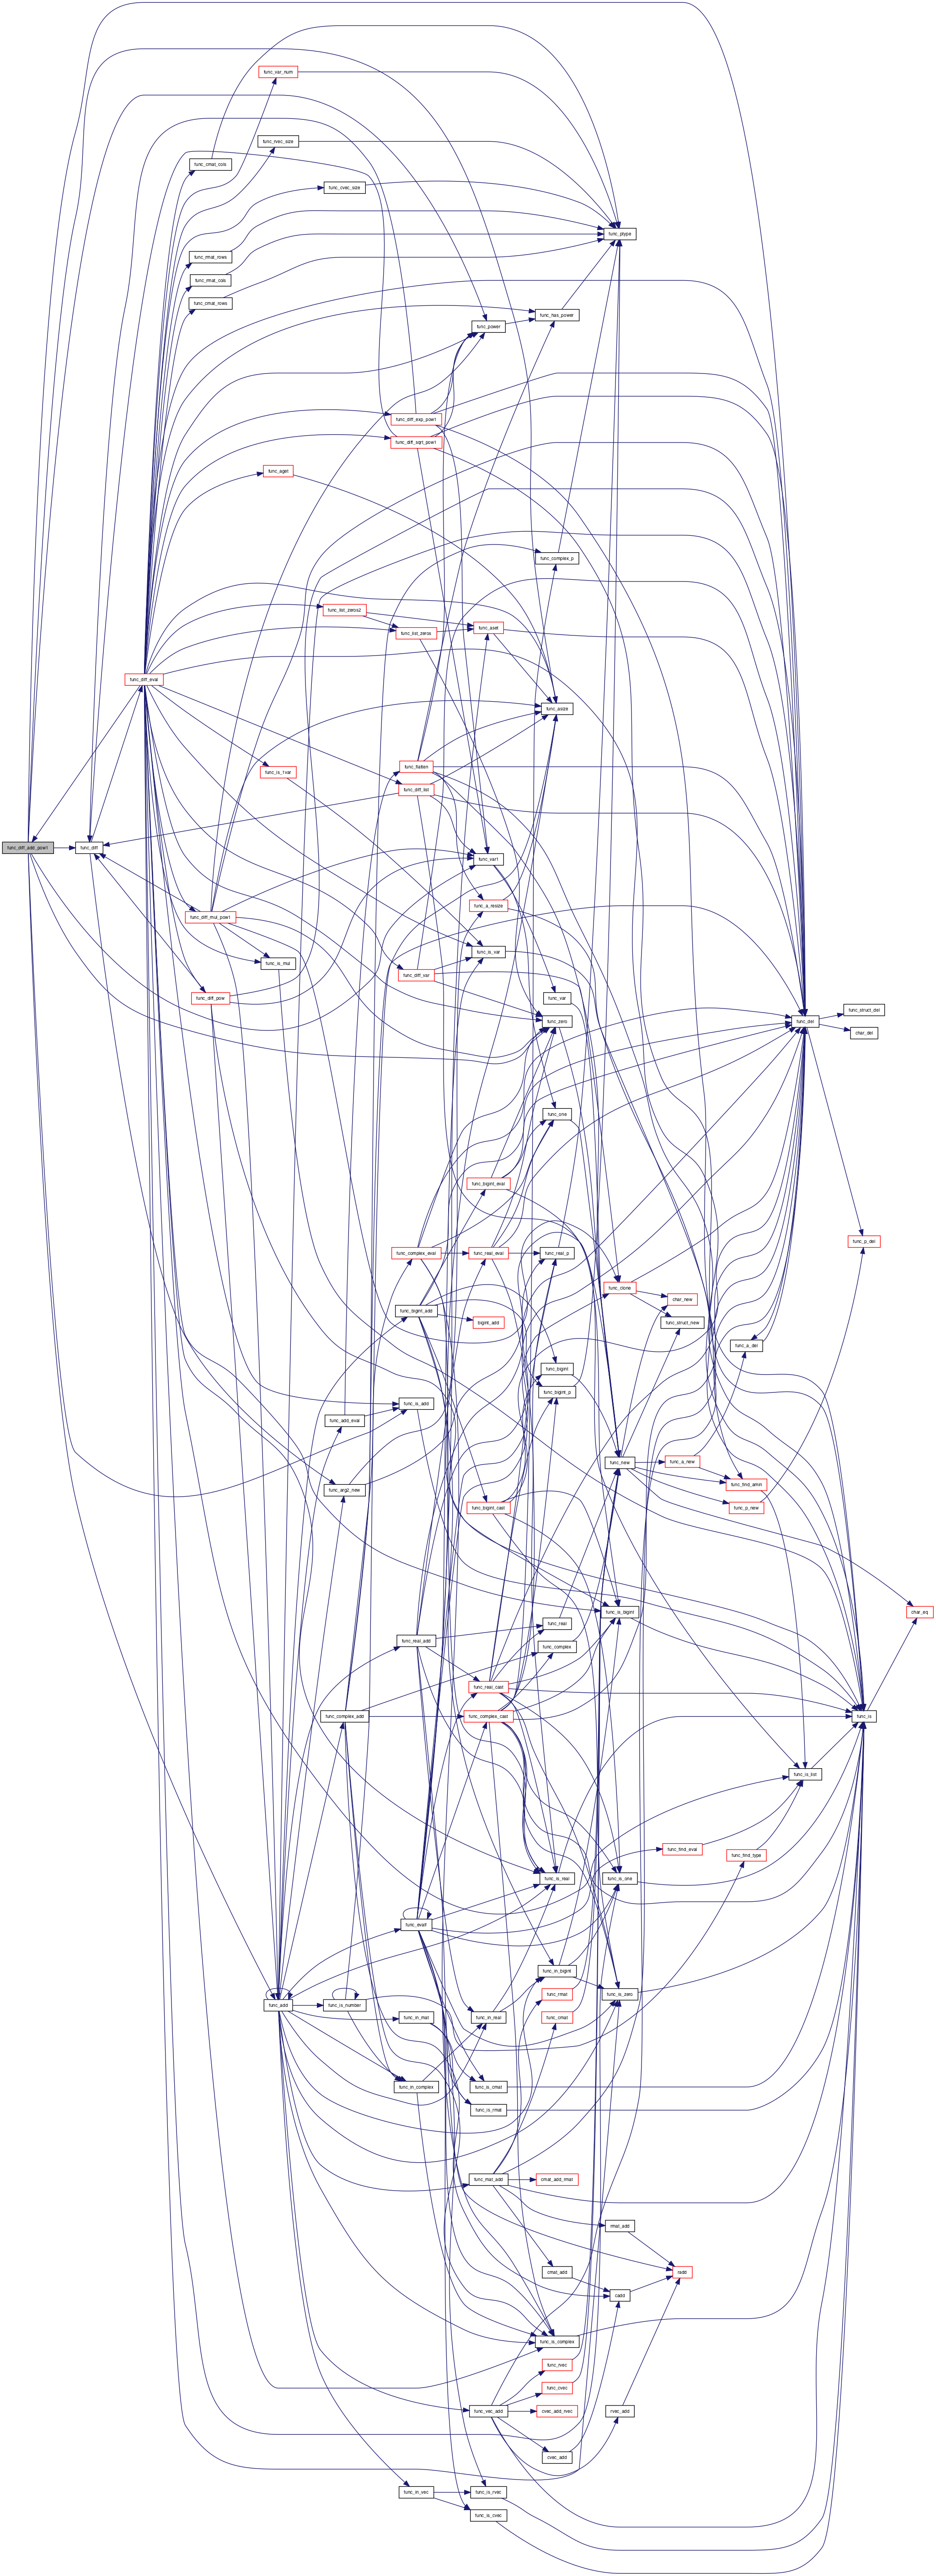 func_var_num
func_rvec_size
func_cmat_cols
func_cvec_size
func_ptype
func_rmat_rows
func_rmat_cols
func_cmat_rows
func_has_power
func_power
func_diff_exp_pow1
func_diff_sqrt_pow1
func_aget
func_complex_p
func_list_zeros2
func_aset
func_list_zeros
func_diff_eval
func_asize
func_flatten
func_is_1var
func_diff_list
func_diff_add_pow1
func_diff
func_var1
func_a_resize
func_diff_mul_pow1
func_is_var
func_is_mul
func_diff_var
func_diff_pow
func_var
func_struct_del
func_zero
func_del
char_del
func_one
func_bigint_eval
func_p_del
func_complex_eval
func_real_eval
func_real_p
func_clone
char_new
func_bigint_add
bigint_add
func_struct_new
func_a_del
func_bigint
func_bigint_p
func_is_add
func_add_eval
func_new
func_a_new
func_find_amin
func_arg2_new
func_bigint_cast
func_p_new
func_is_bigint
char_eq
func_real
func_real_add
func_complex
func_real_cast
func_complex_add
func_complex_cast
func_is
func_is_list
func_find_eval
func_find_type
func_is_real
func_is_one
func_evalf
func_in_bigint
func_rmat
func_is_zero
func_add
func_is_number
func_in_mat
func_in_real
func_cmat
func_in_complex
func_is_cmat
func_is_rmat
func_mat_add
cmat_add_rmat
rmat_add
cmat_add
radd
cadd
func_is_complex
func_rvec
func_cvec
func_vec_add
cvec_add_rvec
rvec_add
cvec_add
func_in_vec
func_is_rvec
func_is_cvec